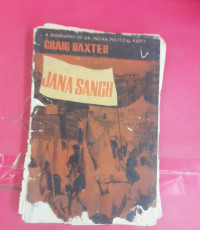 A BIOGRAPHY OF AN INDIAN POLITICAL PARTY
CRAIG BAXTER
JANA SANGH